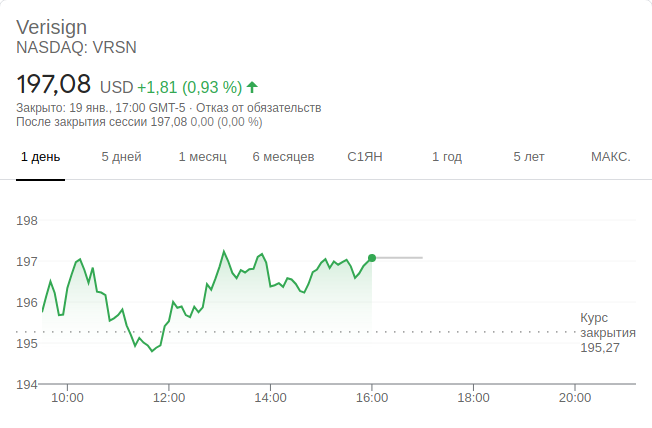 Verisign
NASDAQ: VRSN
197,08 USD +1,81 (0,93 %)
Закрыто: 19 янв., 17:00 GMT-5 · Отказ от обязательств
После закрытия сессии 197,08 0,00 (0,00 %)
1 день 5 дней 1 месяц 6 месяцев С1ЯН 1 год 5 лет МАКС.
198
197
196
Курс
закрытия
195,27
195
194
10:00 12:00 14:00 16:00 18:00 20:00